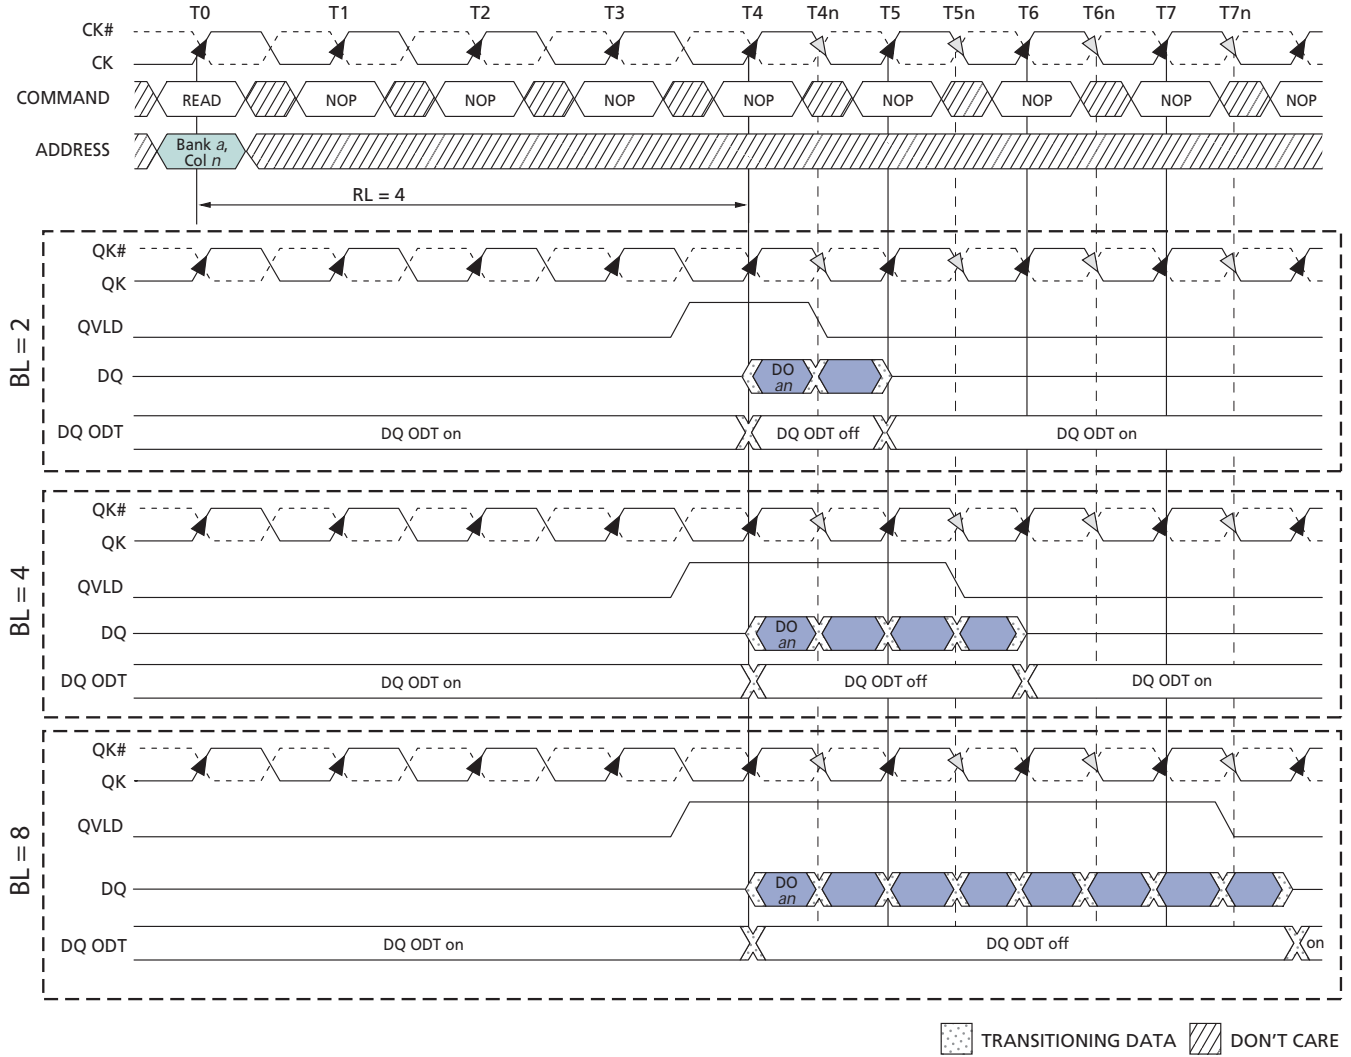 T0 T1 T2 T3 T4 T4n T5 T5n T6 T6n T7 T7n
CK#
CK
COMMAND READ NOP NOP NOP NOP NOP NOP NOP NOP
ADDRESS Bank a,
Col n
RL = 4
BL = 2
QK#
QK
QVLD
DQ DO
an
DQ ODT DQ ODT on DQ ODT off DQ ODT on
BL = 4
QK#
QK
QVLD
DQ DO
an
DQ ODT DQ ODT on DQ ODT off DQ ODT on
BL = 8
QK#
QK
QVLD
DQ DO
an
DQ ODT DQ ODT on DQ ODT off on
TRANSITIONING DATA DON'T CARE